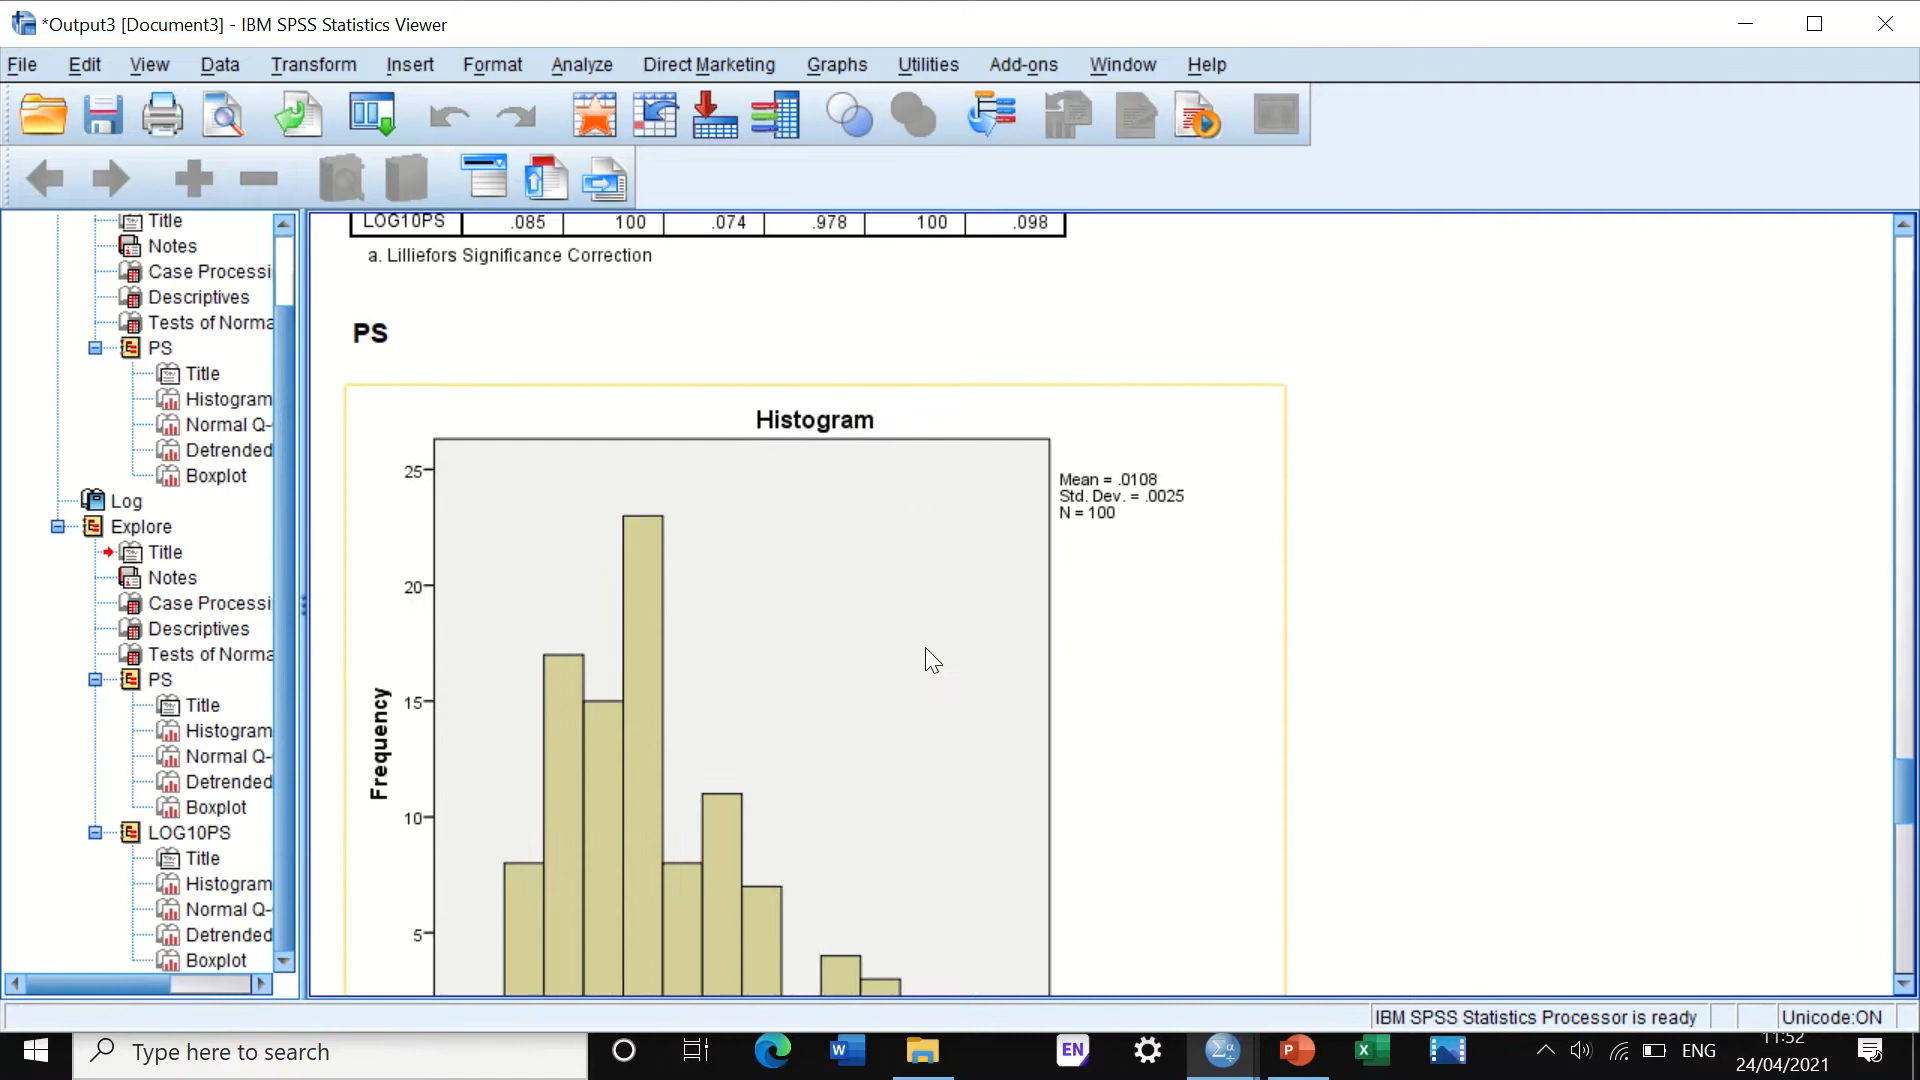 *Output3 [Document3] - IBM SPSS Statistics Viewer
File Edit View Data Transform Insert Format Analyze Direct Marketing Graphs Utilities Add-ons Window Help
Title
Notes
Case Processi
Descriptives
Tests of Norma
PS
Title
Histogram
Normal Q-
Detrended
Boxplot
Log
Explore
Title
Notes
Case Processi
Descriptives
Tests of Norma
PS
Title
Histogram
Normal Q-
Detrended
Boxplot
LOG10PS
Title
Histogram
Normal Q-
Detrended
Boxplot
LOG10PS .085 100 .074 .978 100 .098
a. Lilliefors Significance Correction
PS
Histogram
Mean = .0108
Std. Dev. = .0025
N = 100
25
20
15
10
5
Frequency
IBM SPSS Statistics Processor is ready
Unicode:ON
Type here to search
EN
ENG
11:52
24/04/2021